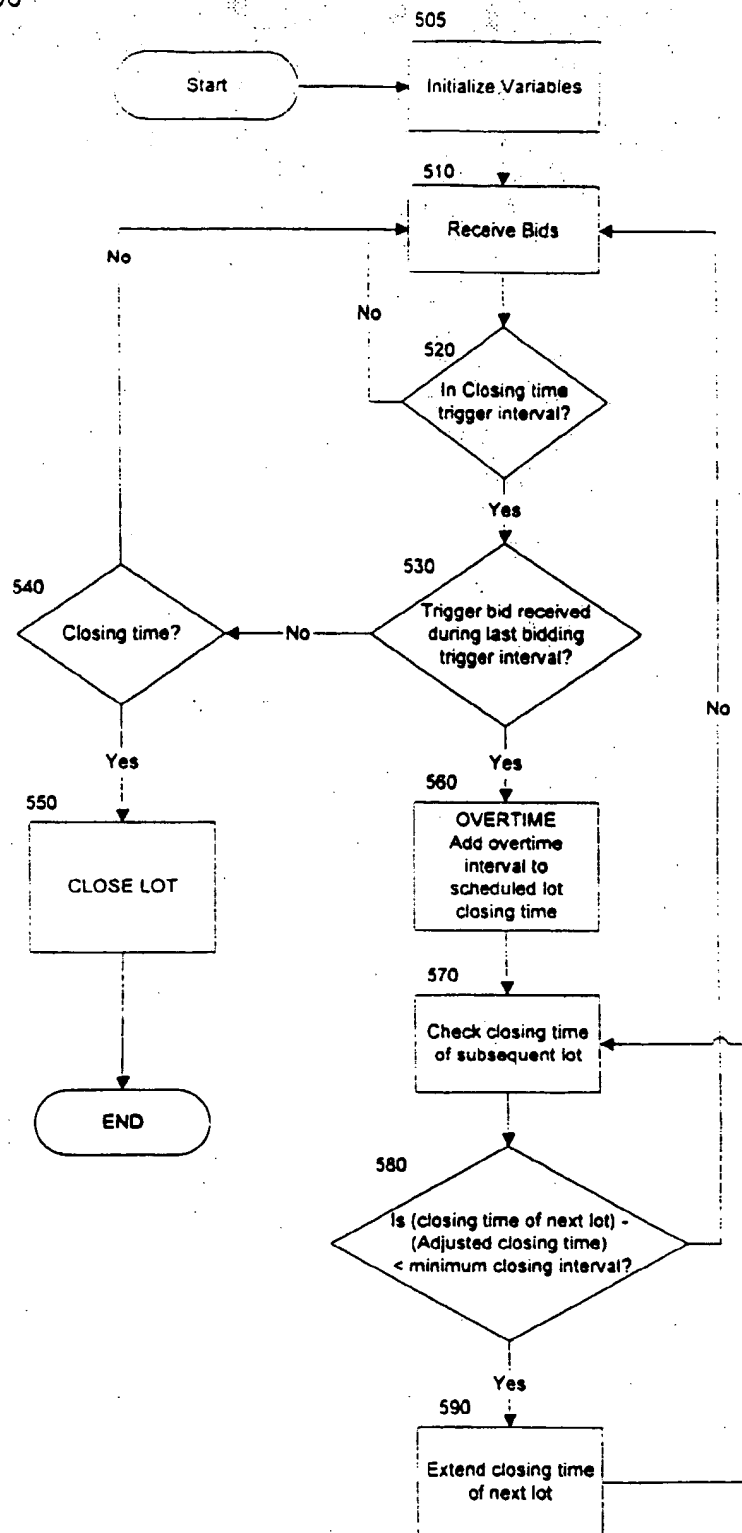 505
Start
Initialize Variables
510
Receive Bids
No
No
520
In Closing time
trigger interval?
Yes
530
540
Trigger bid received
during last bidding
trigger interval?
Closing time?
No
No
Yes
Yes
560
550
OVERTIME
Add overtime
interval to
scheduled lot
closing time
CLOSE LOT
570
Check closing time
of subsequent lot
END
580
Is (closing time of next lot) -
(Adjusted closing time)
< minimum closing interval?
Yes
590
Extend closing time
of next lot